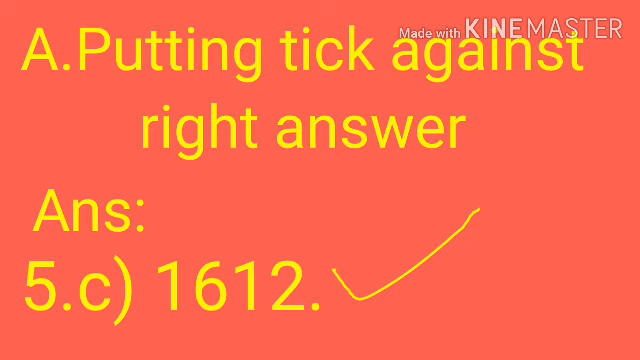 Made with KINEMASTER
A.Putting tick against
right answer
Ans:
5.c) 1612.